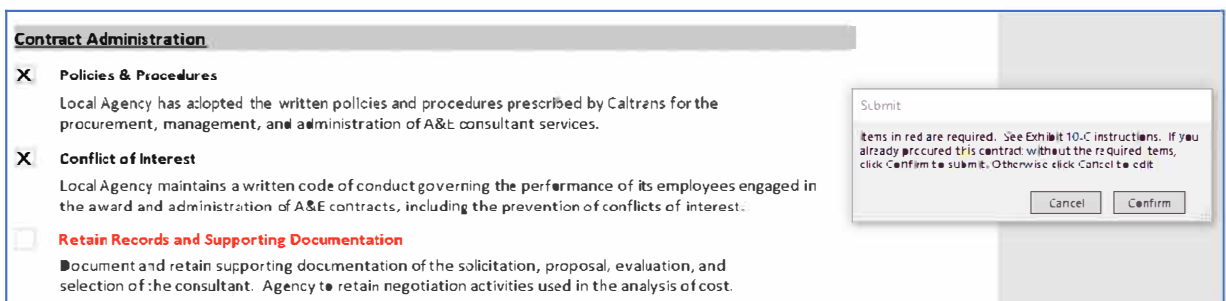 Contract Administration
X Policies & Procedures
Local Agency has adopted the written policies and procedures prescribed by Caltrans for the
procurement, management, and administration of A&E consultant services.
X Conflict of Interest
Local Agency maintains a written code of conduct governing the performance of its employees engaged in
the award and administration of A&E contracts, including the prevention of conflicts of interest.
Retain Records and Supporting Documentation
Document and retain supporting documentation of the solicitation, proposal, evaluation, and
selection of the consultant. Agency to retain negotiation activities used in the analysis of cost.
Submit
Items in red are required. See Exhibit 10-C instructions. If you
already procured this contract without the required items,
click Confirm to submit. Otherwise click Cancel to edit
Cancel Confirm